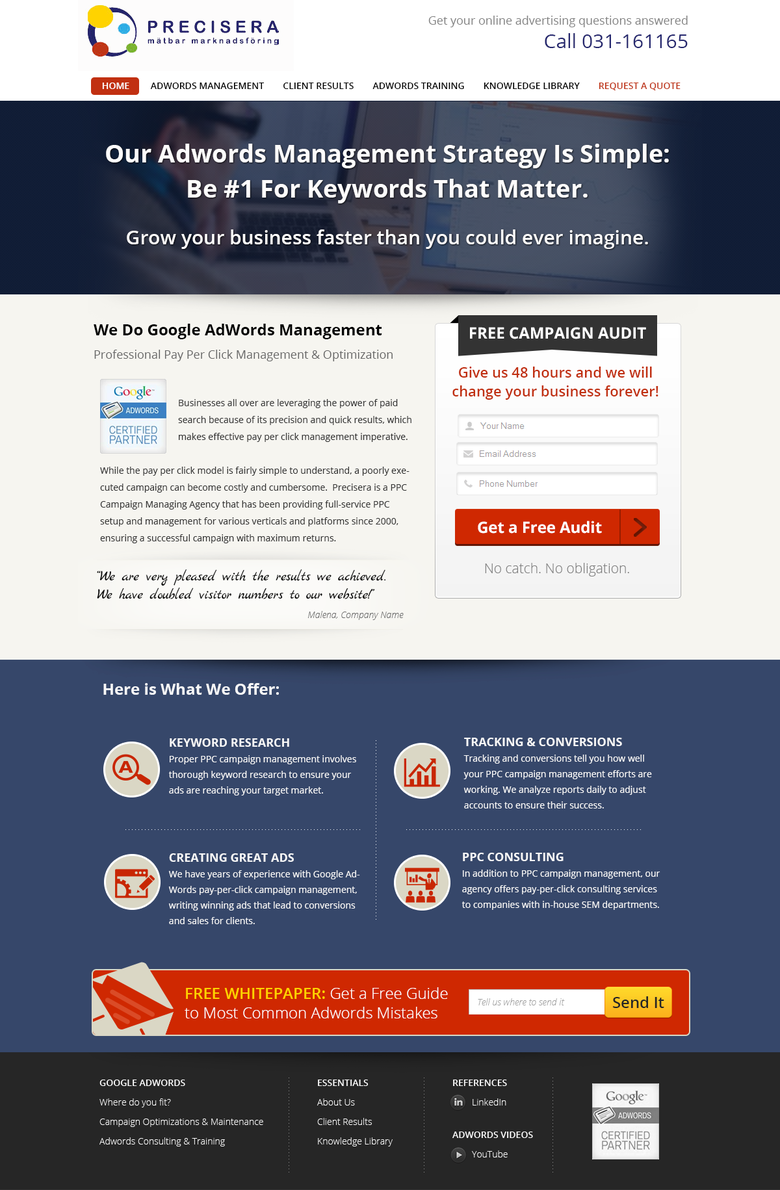 PRECISERA
mätbar marknadsföring
Get your online advertising questions answered
Call 031-161165
HOME
ADWORDS MANAGEMENT
CLIENT RESULTS
ADWORDS TRAINING
KNOWLEDGE LIBRARY
REQUEST A QUOTE
Our Adwords Management Strategy Is Simple:
Be #1 For Keywords That Matter.
Grow your business faster than you could ever imagine.
We Do Google AdWords Management
Professional Pay Per Click Management & Optimization
Google™
ADWORDS
CERTIFIED
PARTNER
Businesses all over are leveraging the power of paid
search because of its precision and quick results, which
makes effective pay per click management imperative.
While the pay per click model is fairly simple to understand, a poorly exe-
cuted campaign can become costly and cumbersome. Precisera is a PPC
Campaign Managing Agency that has been providing full-service PPC
setup and management for various verticals and platforms since 2000,
ensuring a successful campaign with maximum returns.
"We are very pleased with the results we achieved.
We have doubled visitor numbers to our website!"
Malena, Company Name
FREE CAMPAIGN AUDIT
Give us 48 hours and we will
change your business forever!
Your Name
Email Address
Phone Number
Get a Free Audit
No catch. No obligation.
Here is What We Offer:
KEYWORD RESEARCH
Proper PPC campaign management involves
thorough keyword research to ensure your
ads are reaching your target market.
TRACKING & CONVERSIONS
Tracking and conversions tell you how well
your PPC campaign management efforts are
working. We analyze reports daily to adjust
accounts to ensure their success.
CREATING GREAT ADS
We have years of experience with Google Ad-
Words pay-per-click campaign management,
writing winning ads that lead to conversions
and sales for clients.
PPC CONSULTING
In addition to PPC campaign management, our
agency offers pay-per-click consulting services
to companies with in-house SEM departments.
FREE WHITEPAPER: Get a Free Guide
to Most Common Adwords Mistakes
Tell us where to send it
Send It
GOOGLE ADWORDS
Where do you fit?
Campaign Optimizations & Maintenance
Adwords Consulting & Training
ESSENTIALS
About Us
Client Results
Knowledge Library
REFERENCES
LinkedIn
ADWORDS VIDEOS
YouTube
Google™
ADWORDS
CERTIFIED
PARTNER